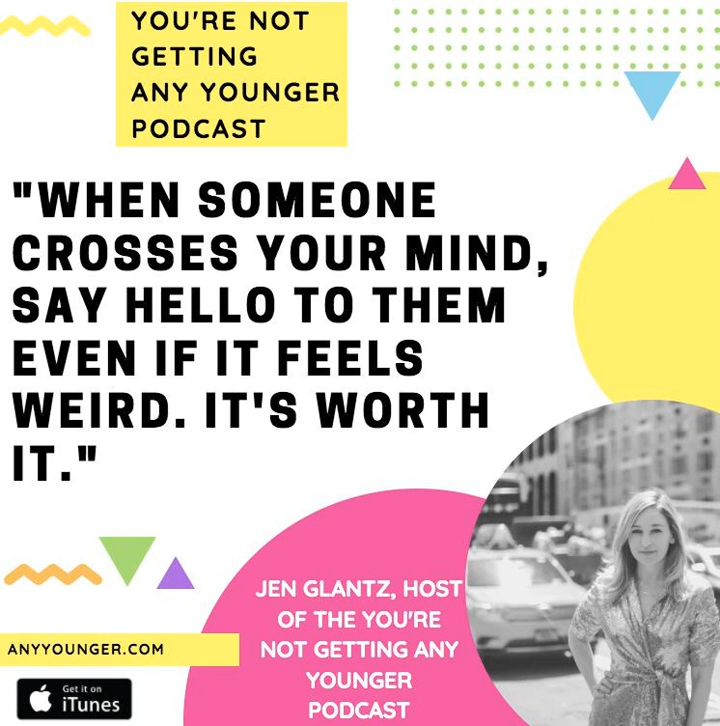 YOU'RE NOT
GETTING
ANY YOUNGER
PODCAST
"WHEN SOMEONE
CROSSES YOUR MIND,
SAY HELLO TO THEM
EVEN IF IT FEELS
WEIRD. IT'S WORTH
IT."
JEN GLANTZ, HOST
OF THE YOU'RE
NOT GETTING ANY
YOUNGER
PODCAST
ANYYOUNGER.COM
Get it on
iTunes